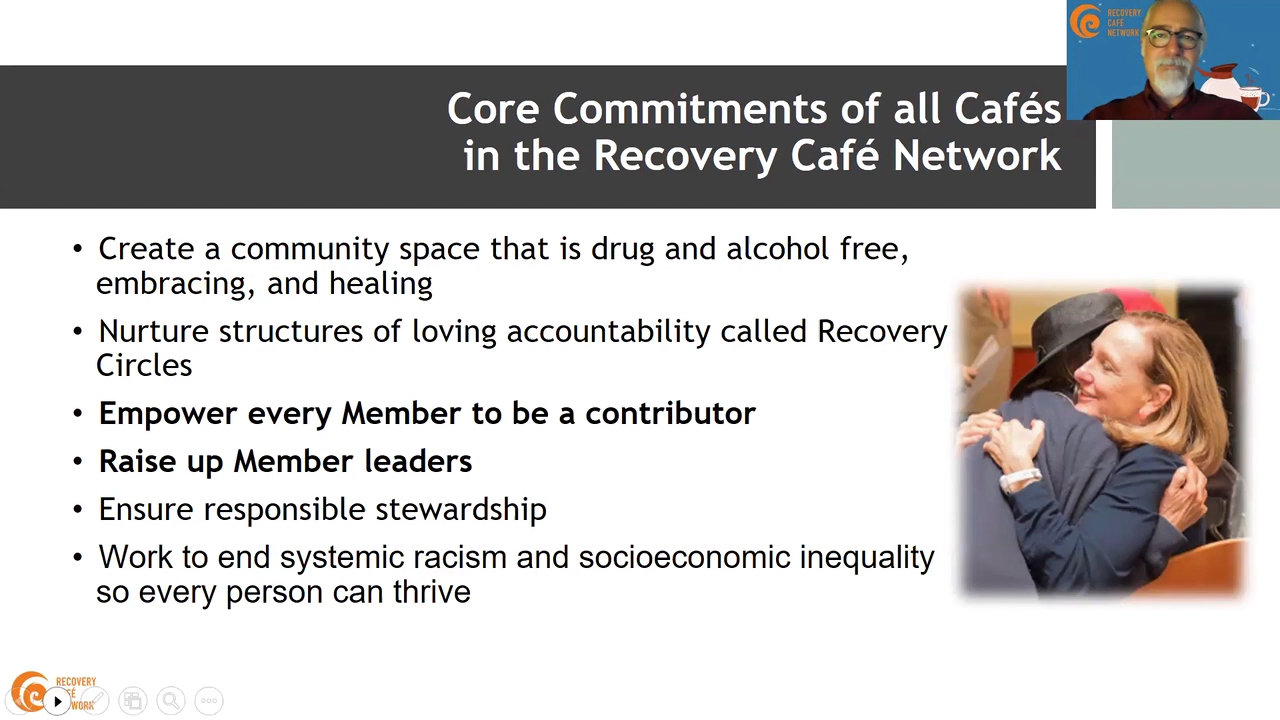 RECOVERY
CAFÉ
NETWORK
Core Commitments of all Cafés
in the Recovery Café Network
• Create a community space that is drug and alcohol free,
embracing, and healing
• Nurture structures of loving accountability called Recovery
Circles
• Empower every Member to be a contributor
• Raise up Member leaders
• Ensure responsible stewardship
• Work to end systemic racism and socioeconomic inequality
so every person can thrive
RECOVERY